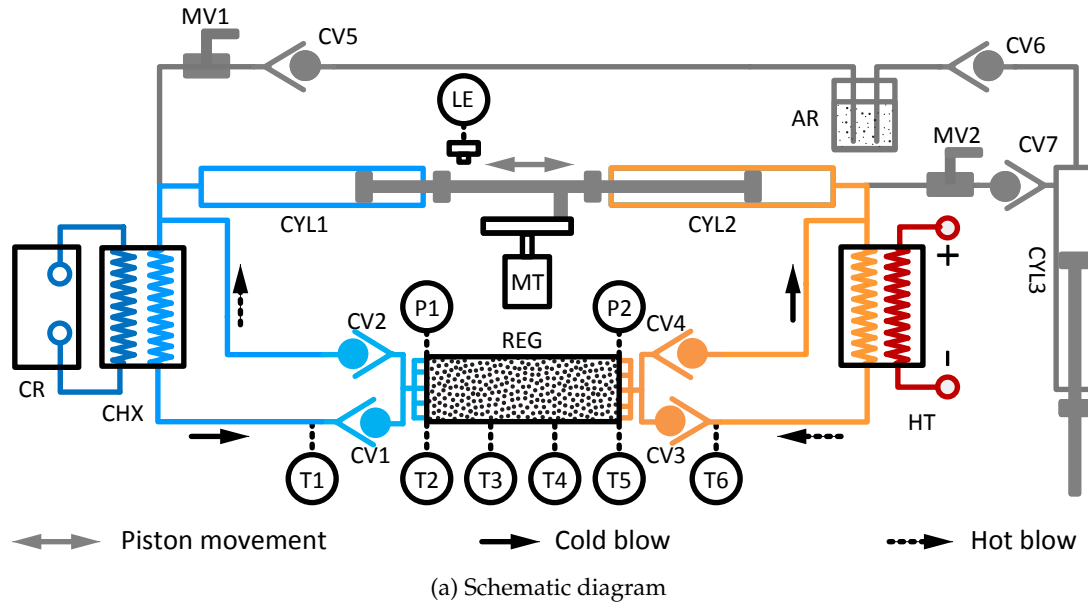 MV1
CV5
CV6
LE
AR
MV2
CV7
CYL1
CYL2
MT
CYL3
P1
P2
CV2
CV4
REG
+
−
CR
CHX
HT
CV1
CV3
T1
T2
T3
T4
T5
T6
Piston movement
Cold blow
Hot blow
(a) Schematic diagram